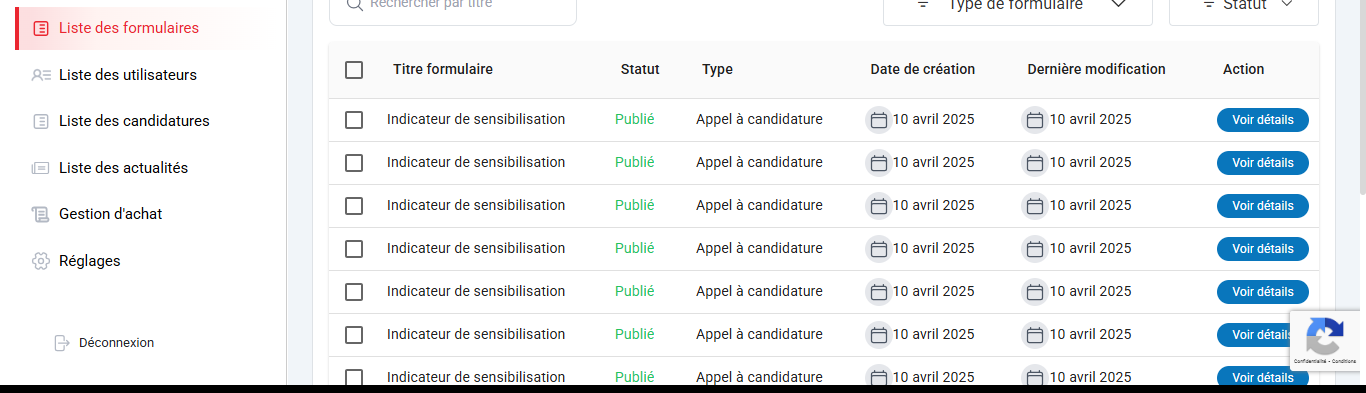 Liste des formulaires
Liste des utilisateurs
Liste des candidatures
Liste des actualités
Gestion d'achat
Réglages
Déconnexion
Rechercher par titre
Type de formulaire
Statut
Titre formulaire Statut Type Date de création Dernière modification Action
Indicateur de sensibilisation Publié Appel à candidature 10 avril 2025 10 avril 2025 Voir détails
Indicateur de sensibilisation Publié Appel à candidature 10 avril 2025 10 avril 2025 Voir détails
Indicateur de sensibilisation Publié Appel à candidature 10 avril 2025 10 avril 2025 Voir détails
Indicateur de sensibilisation Publié Appel à candidature 10 avril 2025 10 avril 2025 Voir détails
Indicateur de sensibilisation Publié Appel à candidature 10 avril 2025 10 avril 2025 Voir détails
Indicateur de sensibilisation Publié Appel à candidature 10 avril 2025 10 avril 2025 Voir détails
Indicateur de sensibilisation Publié Appel à candidature 10 avril 2025 10 avril 2025 Voir détails
Confidentialité - Conditions